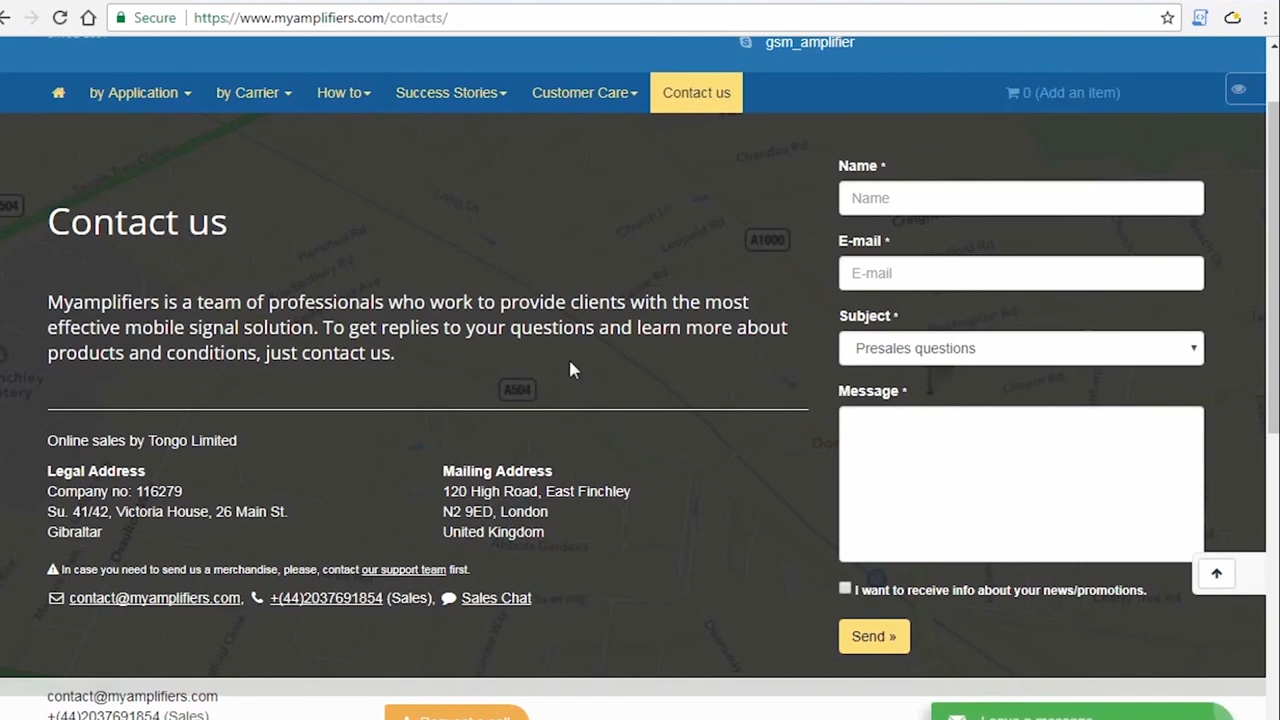 Secure https://www.myamplifiers.com/contacts/
gsm_amplifier
by Application by Carrier How to Success Stories Customer Care Contact us 0 (Add an item)
Contact us
Myamplifiers is a team of professionals who work to provide clients with the most
effective mobile signal solution. To get replies to your questions and learn more about
products and conditions, just contact us.
Online sales by Tongo Limited
Legal Address
Company no: 116279
Su. 41/42, Victoria House, 26 Main St.
Gibraltar
Mailing Address
120 High Road, East Finchley
N2 9ED, London
United Kingdom
In case you need to send us a merchandise, please, contact our support team first.
contact@myamplifiers.com, +(44)2037691854 (Sales), Sales Chat
Name *
Name
E-mail *
E-mail
Subject *
Presales questions
Message *
I want to receive info about your news/promotions.
Send »
A1000
A504
504
contact@myamplifiers.com
+(44)2037691854 (Sales)
Request a call
Leave a message